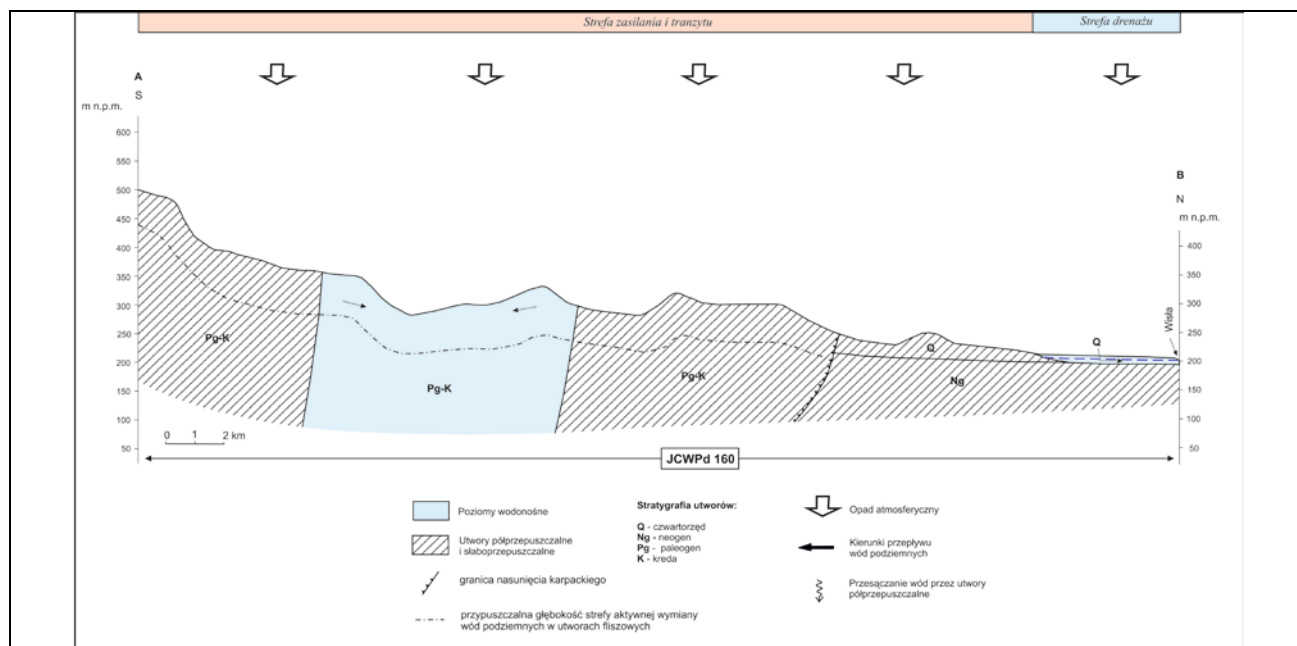 Strefa zasilania i tranzytu
Strefa drenażu
A
S
m n.p.m.
600
550
500
450
400
350
300
250
200
150
100
50
B
N
m n.p.m.
400
350
300
250
200
150
100
50
Wisła
Pg-K
Pg-K
Pg-K
Q
Q
Ng
0 1 2 km
JCWPd 160
Poziomy wodonośne
Utwory półprzepuszczalne
i słaboprzepuszczalne
granica nasunięcia karpackiego
przypuszczalna głębokość strefy aktywnej wymiany
wód podziemnych w utworach fliszowych
Stratygrafia utworów:
Q - czwartorzęd
Ng - neogen
Pg - paleogen
K - kreda
Opad atmosferyczny
Kierunki przepływu
wód podziemnych
Przesączanie wód przez utwory
półprzepuszczalne